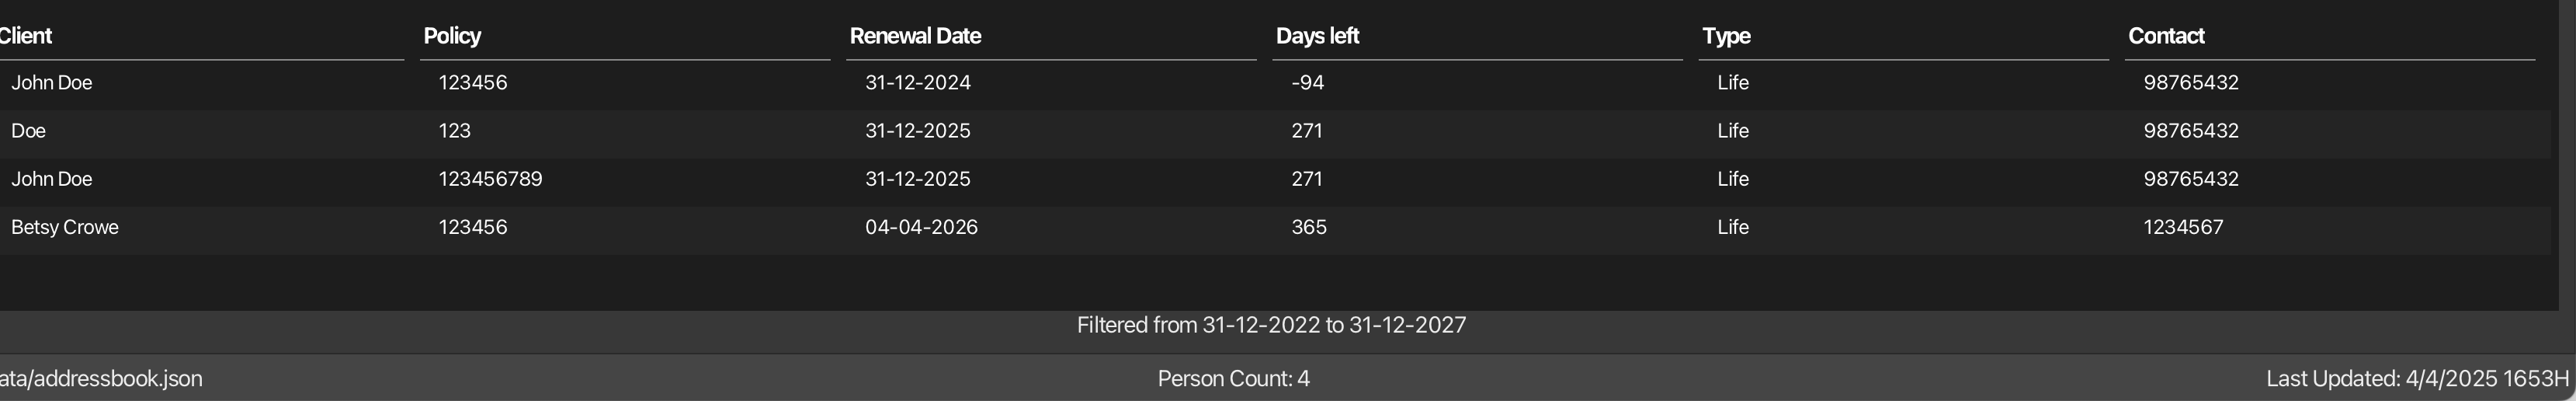 Client Policy Renewal Date Days left Type Contact
John Doe 123456 31-12-2024 -94 Life 98765432
Doe 123 31-12-2025 271 Life 98765432
John Doe 123456789 31-12-2025 271 Life 98765432
Betsy Crowe 123456 04-04-2026 365 Life 1234567
Filtered from 31-12-2022 to 31-12-2027
ata/addressbook.json Person Count: 4 Last Updated: 4/4/2025 1653H